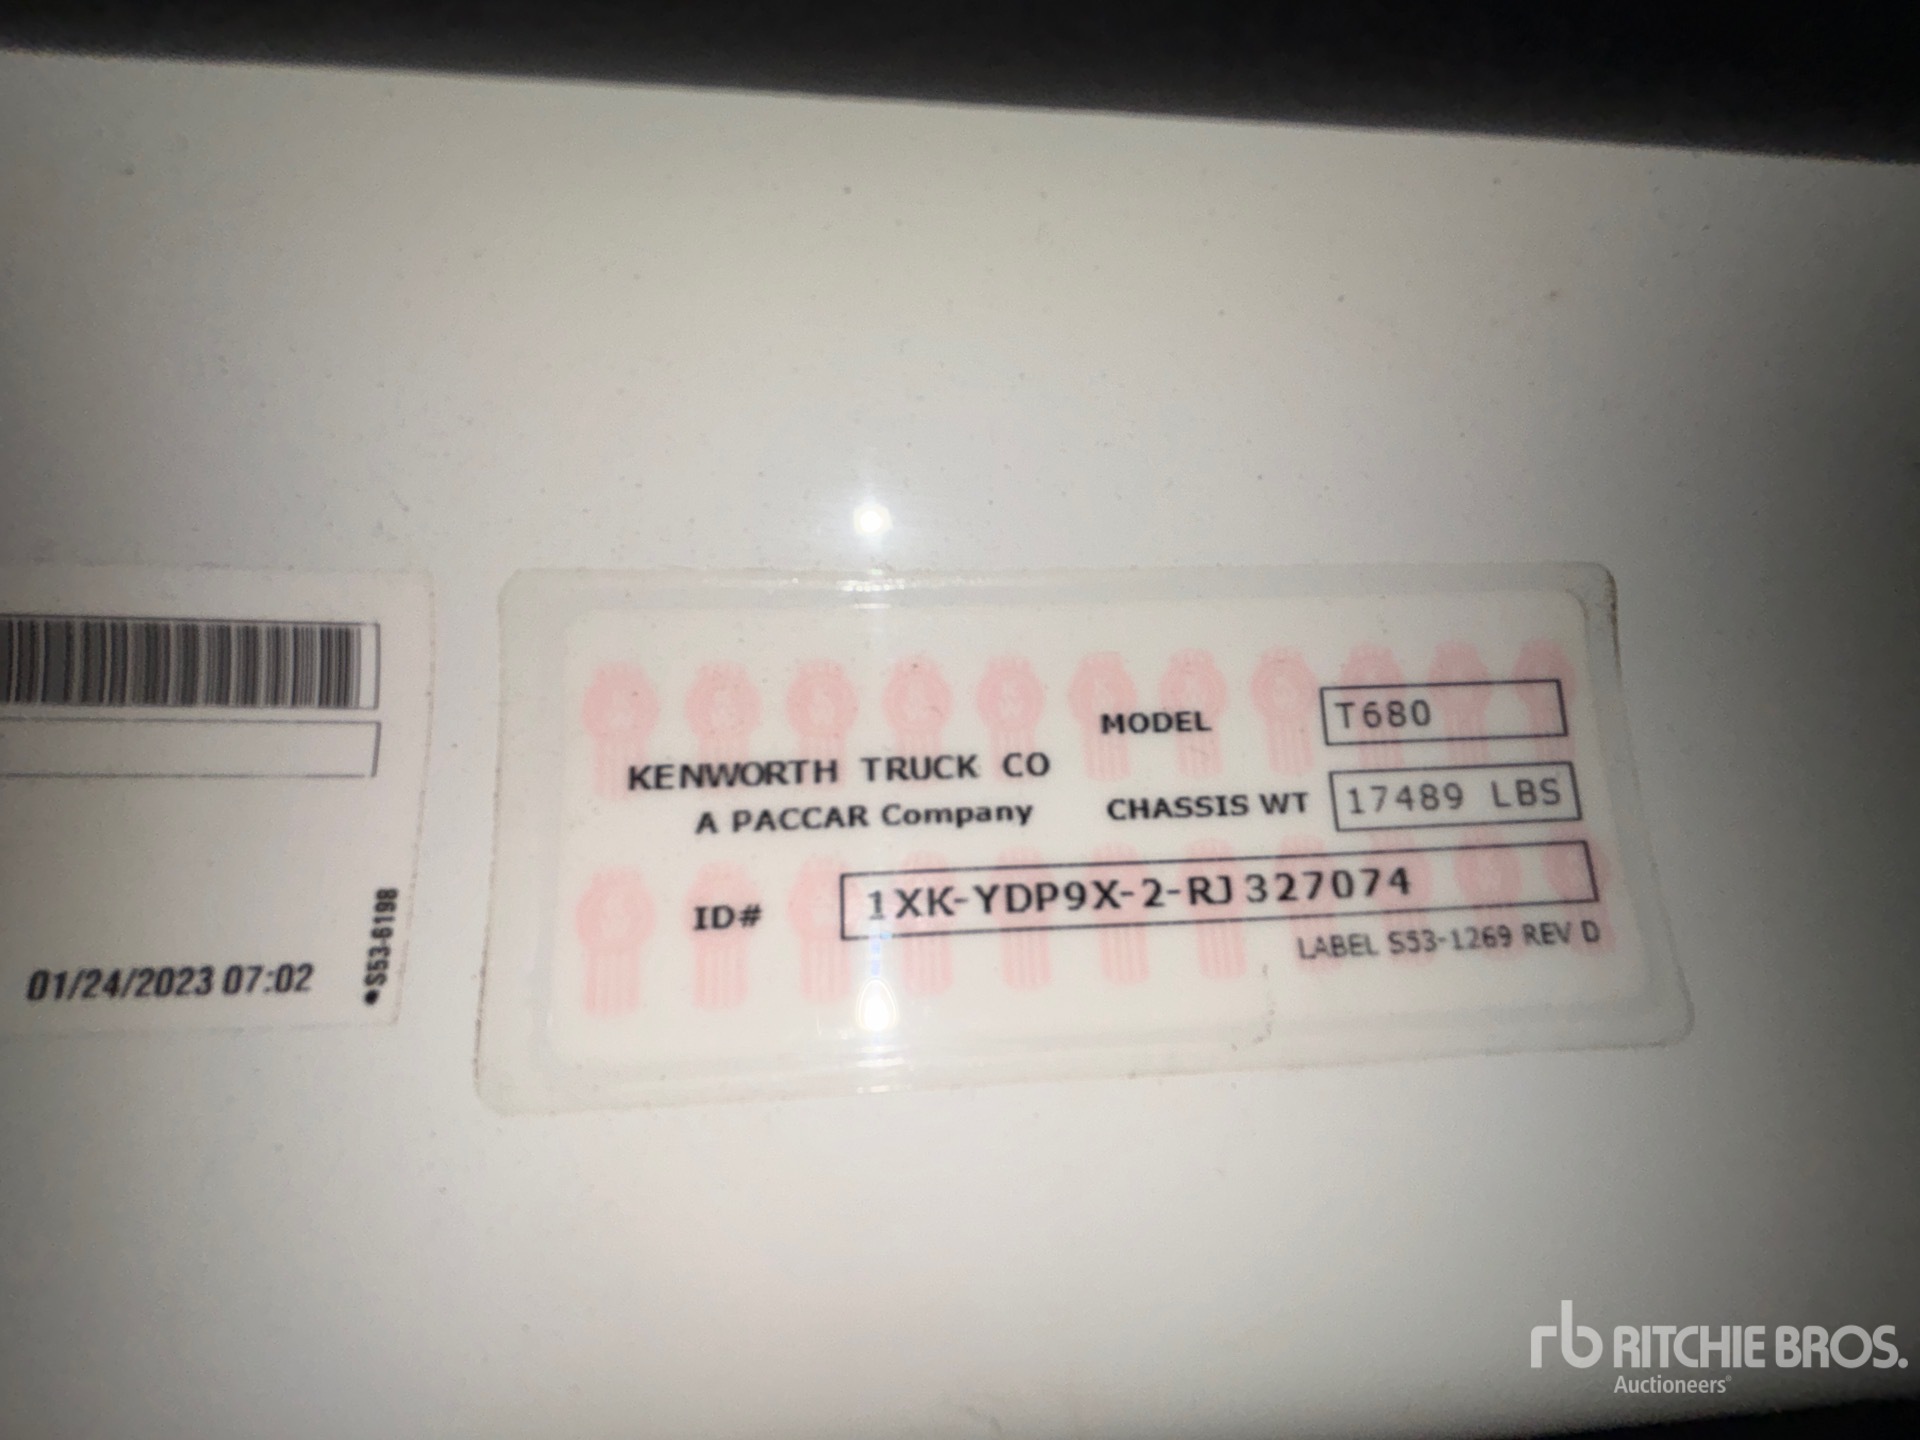 01/24/2023 07:02
•S53-6198
KENWORTH TRUCK CO
A PACCAR Company
MODEL T680
CHASSIS WT 17489 LBS
ID# 1XK-YDP9X-2-RJ327074
LABEL S53-1269 REV D
rb RITCHIE BROS.
Auctioneers®